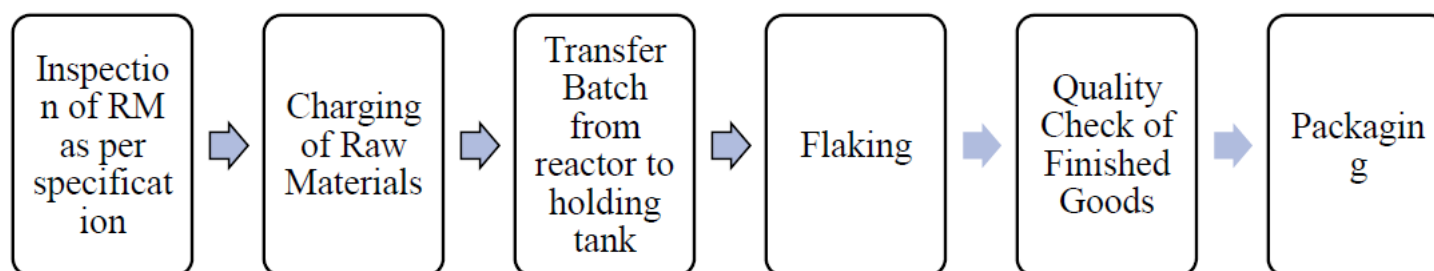 Inspectio
n of RM
as per
specificat
ion
Charging
of Raw
Materials
Transfer
Batch
from
reactor to
holding
tank
Flaking
Quality
Check of
Finished
Goods
Packagin
g